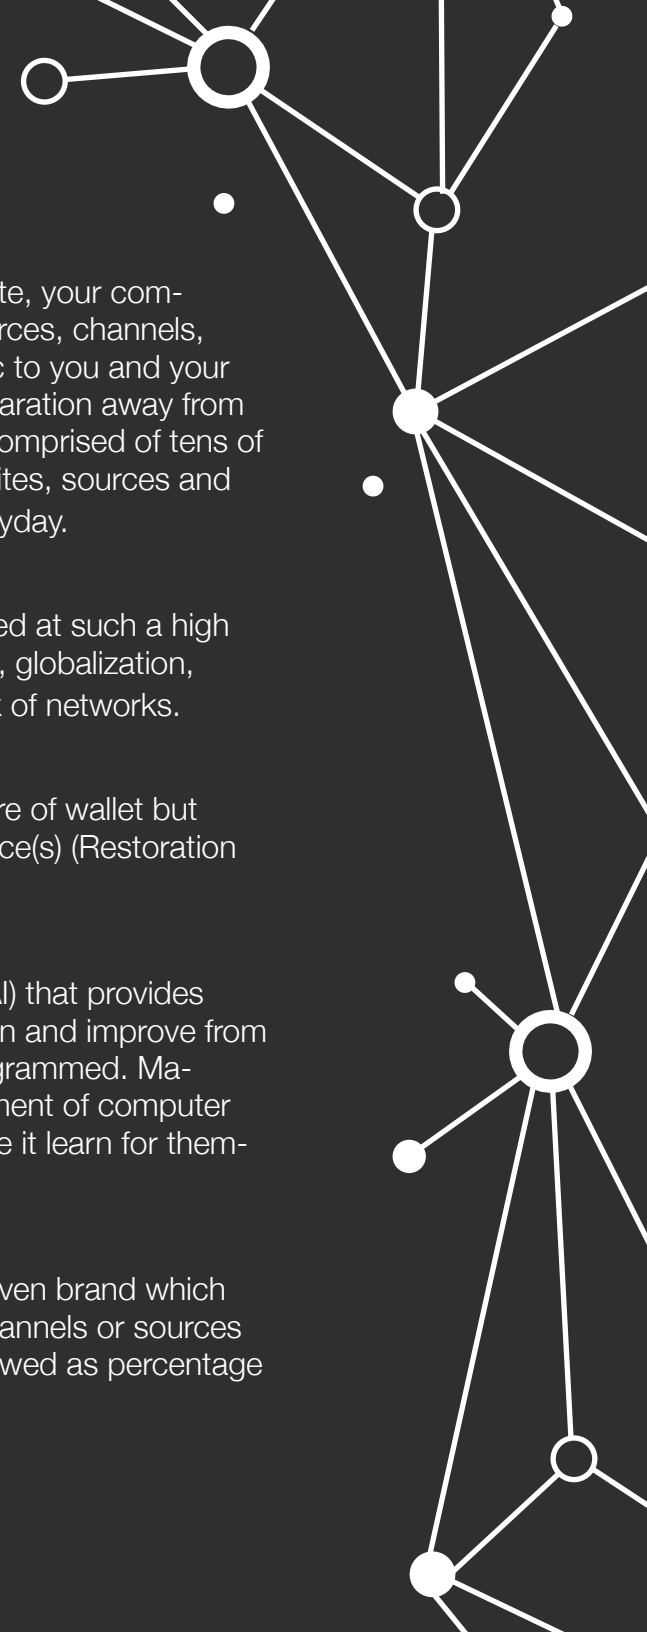 te, your com-
rces, channels,
to you and your
aration away from
omprised of tens of
ites, sources and
yday.
ed at such a high
, globalization,
of networks.
re of wallet but
ce(s) (Restoration
AI) that provides
n and improve from
grammed. Ma-
ment of computer
e it learn for them-
ven brand which
annels or sources
wed as percentage